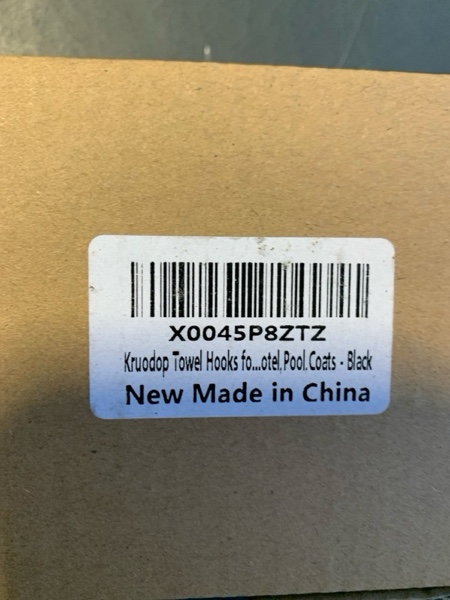 X0045P8ZTZ
Kruodop Towel Hooks fo...otel,Pool,Coats - Black
New Made in China